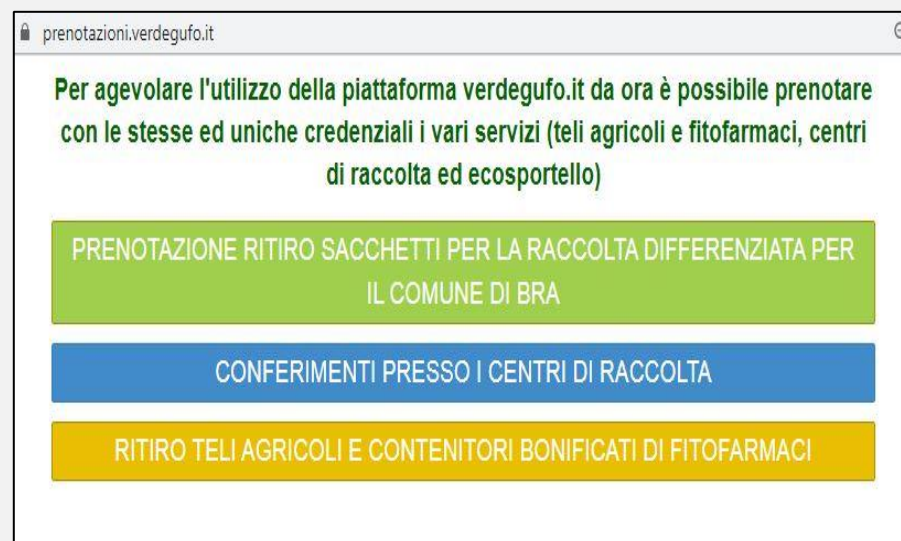 prenotazioni.verdegufo.it
Per agevolare l'utilizzo della piattaforma verdegufo.it da ora è possibile prenotare
con le stesse ed uniche credenziali i vari servizi (teli agricoli e fitofarmaci, centri
di raccolta ed ecosportello)
PRENOTAZIONE RITIRO SACCHETTI PER LA RACCOLTA DIFFERENZIATA PER
IL COMUNE DI BRA
CONFERIMENTI PRESSO I CENTRI DI RACCOLTA
RITIRO TELI AGRICOLI E CONTENITORI BONIFICATI DI FITOFARMACI